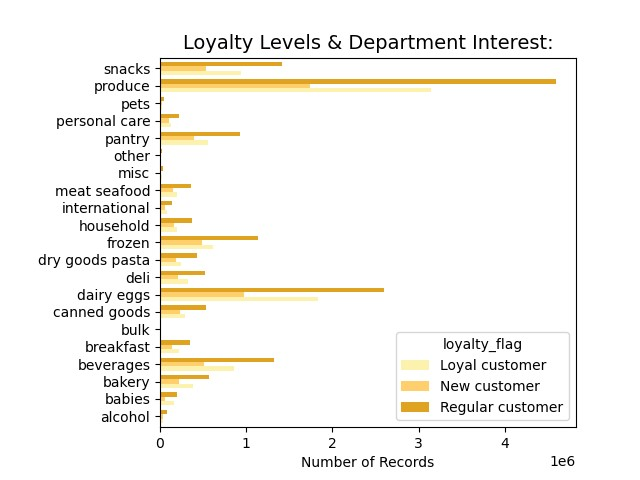 Loyalty Levels & Department Interest:
snacks
produce
pets
personal care
pantry
other
misc
meat seafood
international
household
frozen
dry goods pasta
deli
dairy eggs
canned goods
bulk
breakfast
beverages
bakery
babies
alcohol
loyalty_flag
Loyal customer
New customer
Regular customer
0 1 2 3 4
1e6
Number of Records